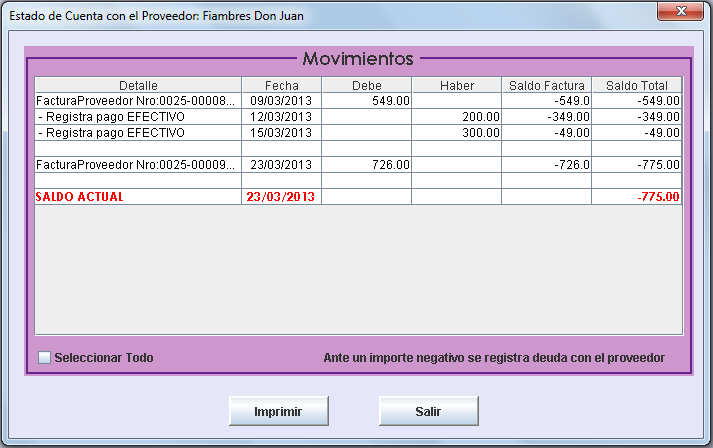 Estado de Cuenta con el Proveedor: Fiambres Don Juan
Movimientos
Detalle Fecha Debe Haber Saldo Factura Saldo Total
FacturaProveedor Nro:0025-00008... 09/03/2013 549.00 -549.0 -549.00
- Registra pago EFECTIVO 12/03/2013 200.00 -349.00 -349.00
- Registra pago EFECTIVO 15/03/2013 300.00 -49.00 -49.00
FacturaProveedor Nro:0025-00009... 23/03/2013 726.00 -726.0 -775.00
SALDO ACTUAL 23/03/2013 -775.00
Seleccionar Todo Ante un importe negativo se registra deuda con el proveedor
Imprimir Salir